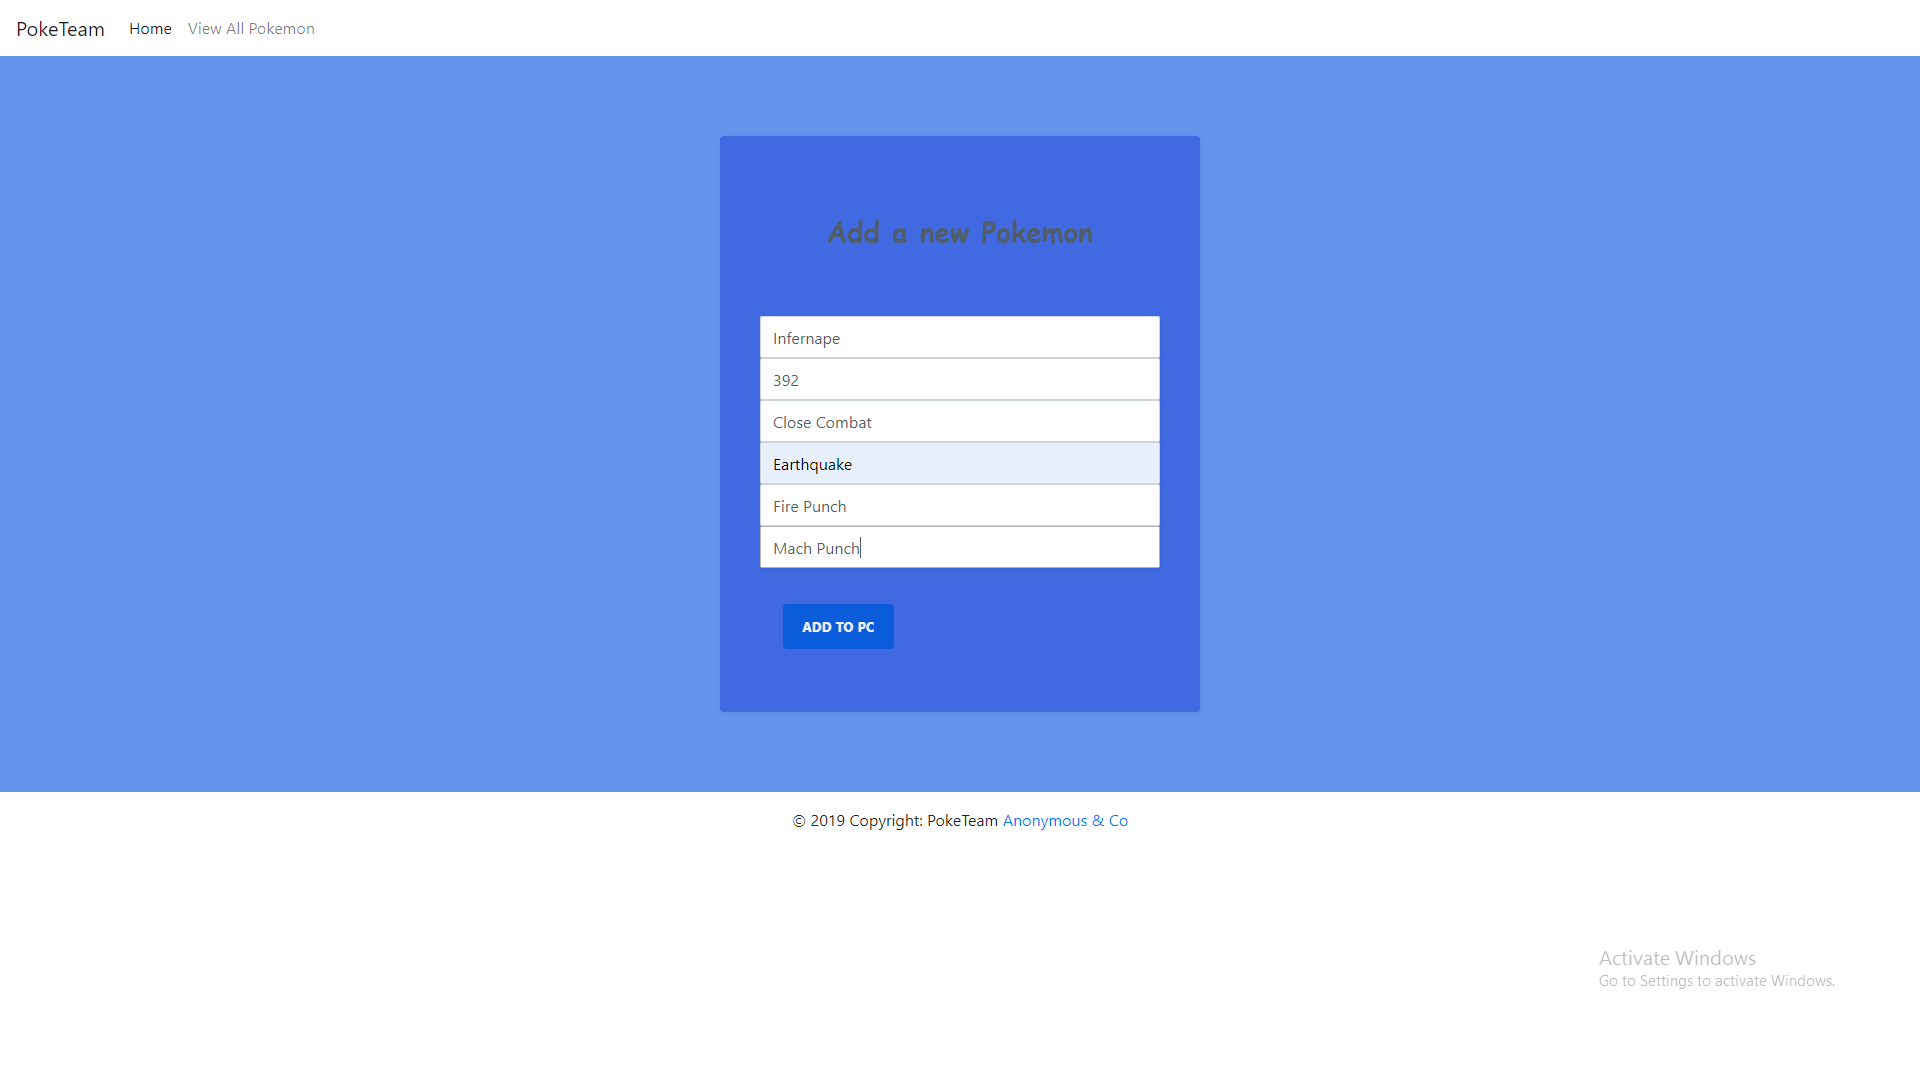 PokeTeam Home View All Pokemon
Add a new Pokemon
Infernape
392
Close Combat
Earthquake
Fire Punch
Mach Punch
ADD TO PC
© 2019 Copyright: PokeTeam Anonymous & Co
Activate Windows
Go to Settings to activate Windows.